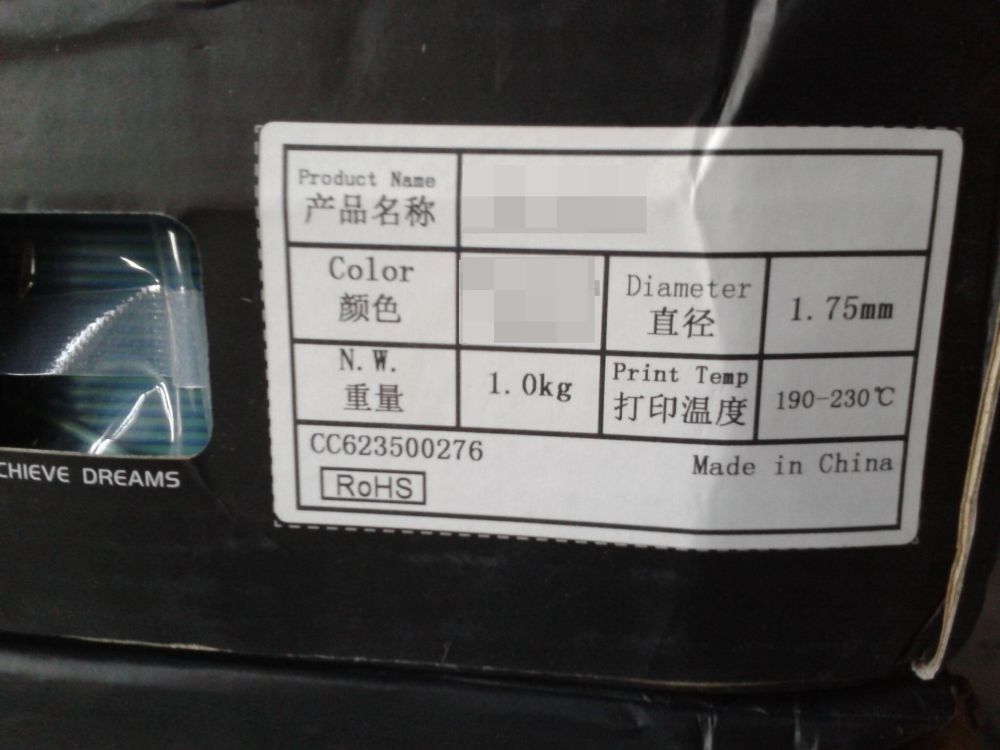 Product Name
产品名称
Color
颜色
Diameter
直径
1.75mm
N.W.
重量
1.0kg
Print Temp
打印温度
190-230℃
CC623500276
Made in China
RoHS
CHIEVE DREAMS